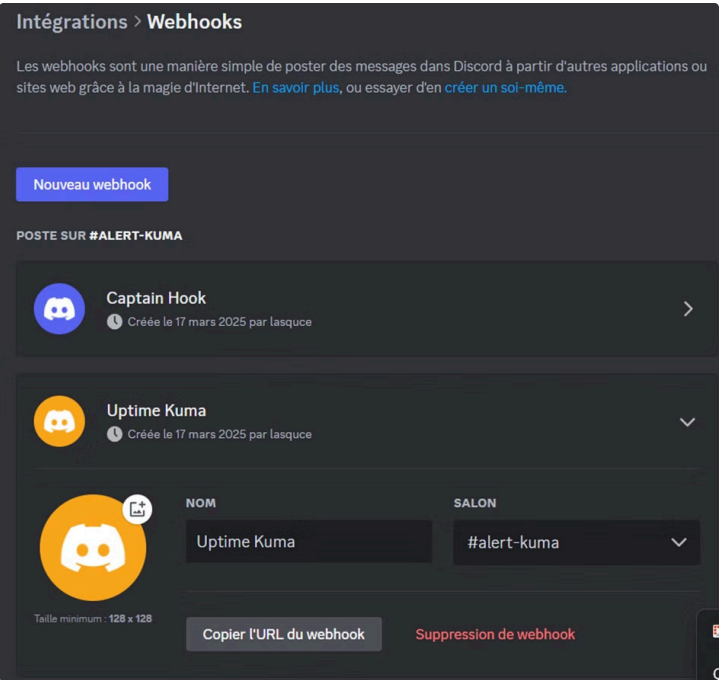 Intégrations > Webhooks
Les webhooks sont une manière simple de poster des messages dans Discord à partir d'autres applications ou
sites web grâce à la magie d'Internet. En savoir plus, ou essayer d'en créer un soi-même.
Nouveau webhook
POSTE SUR #ALERT-KUMA
Captain Hook
Créée le 17 mars 2025 par lasquce
Uptime Kuma
Créée le 17 mars 2025 par lasquce
NOM
SALON
Uptime Kuma
#alert-kuma
Taille minimum : 128 x 128
Copier l'URL du webhook
Suppression de webhook